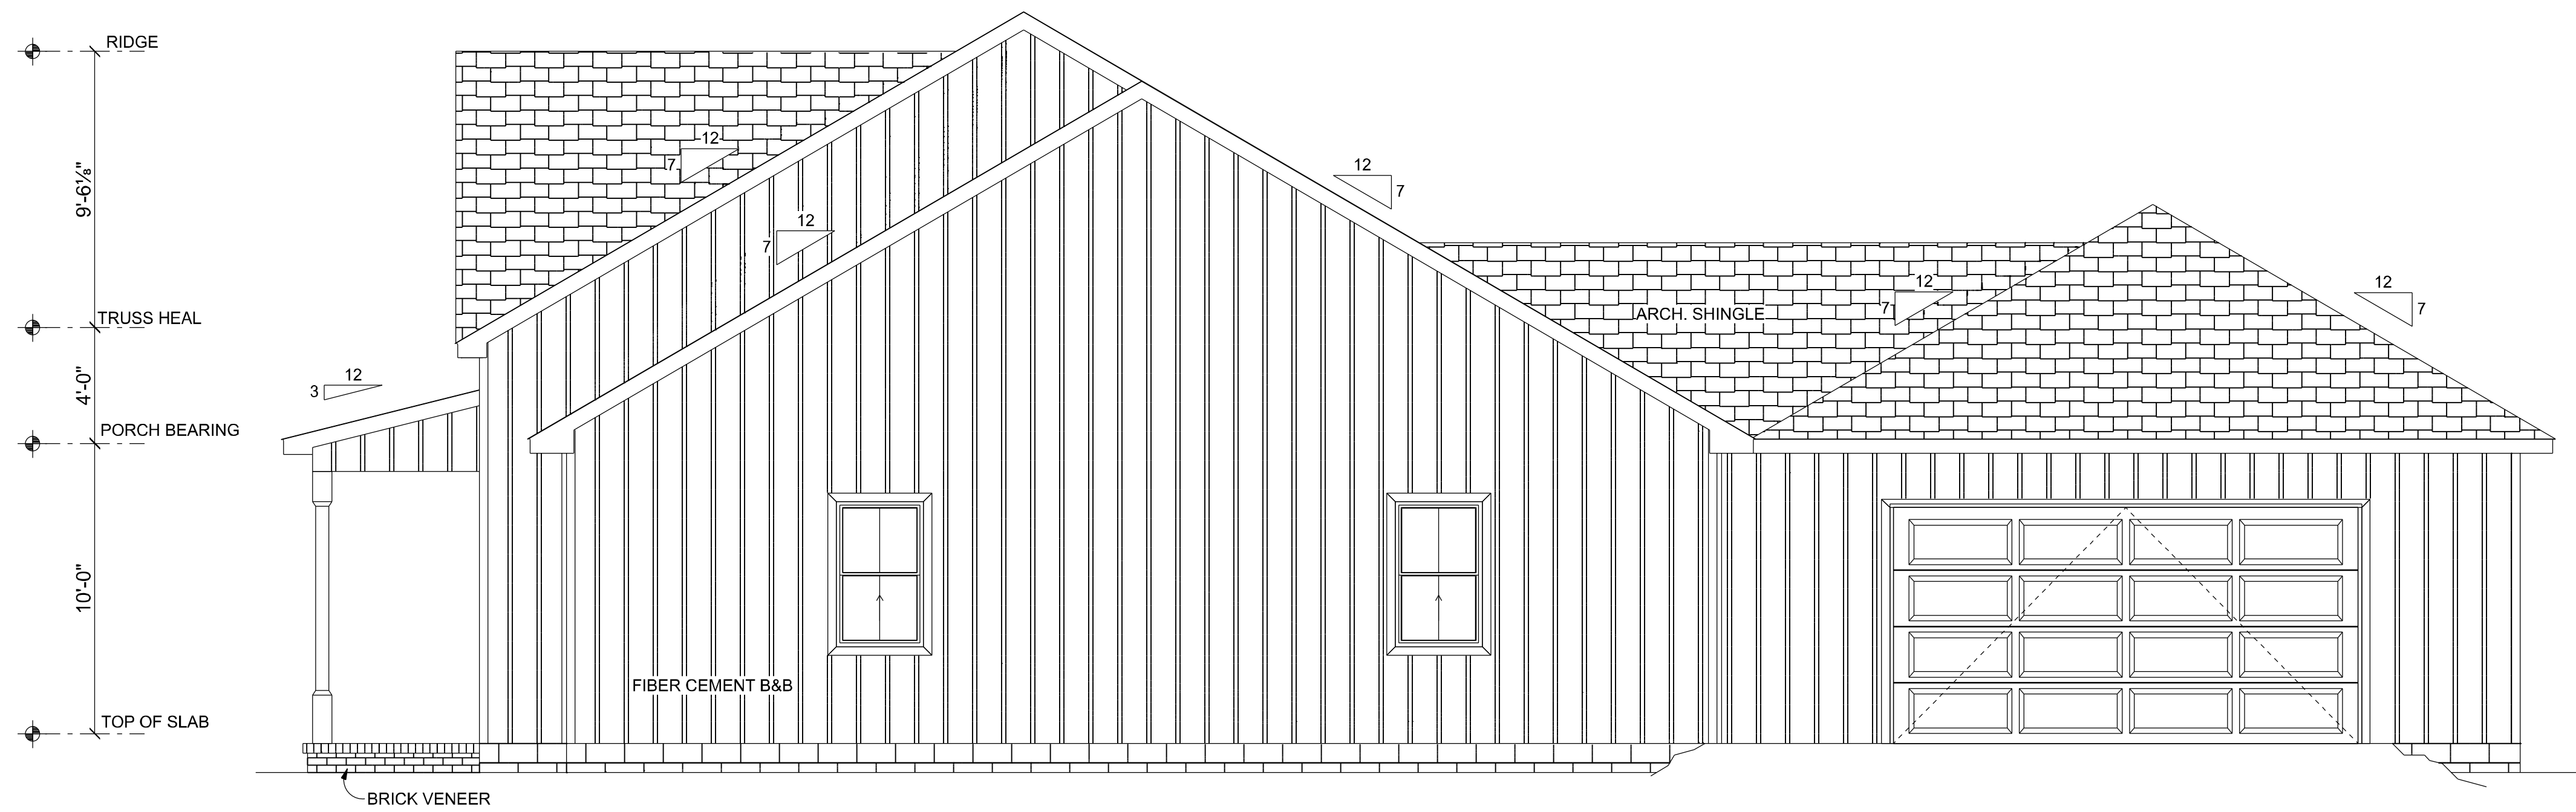 RIDGE
9'-6⅛"
TRUSS HEAL
4'-0"
PORCH BEARING
10'-0"
TOP OF SLAB
12
3
12
7
12
7
12
7
ARCH. SHINGLE
12
7
12
7
FIBER CEMENT B&B
BRICK VENEER